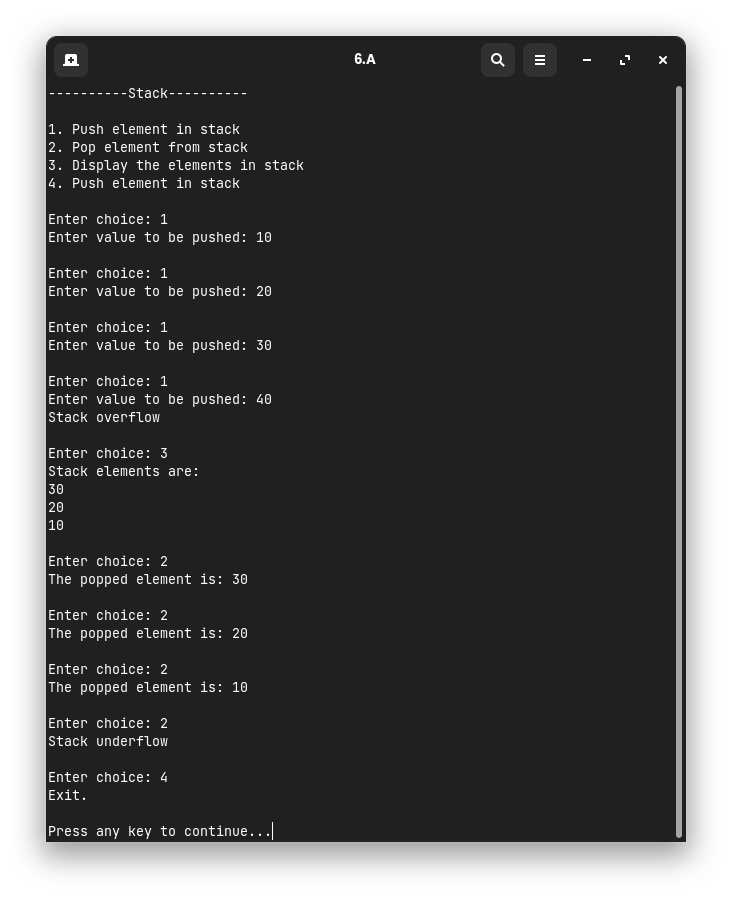 6.A
----------Stack----------
1. Push element in stack
2. Pop element from stack
3. Display the elements in stack
4. Push element in stack
Enter choice: 1
Enter value to be pushed: 10
Enter choice: 1
Enter value to be pushed: 20
Enter choice: 1
Enter value to be pushed: 30
Enter choice: 1
Enter value to be pushed: 40
Stack overflow
Enter choice: 3
Stack elements are:
30
20
10
Enter choice: 2
The popped element is: 30
Enter choice: 2
The popped element is: 20
Enter choice: 2
The popped element is: 10
Enter choice: 2
Stack underflow
Enter choice: 4
Exit.
Press any key to continue...